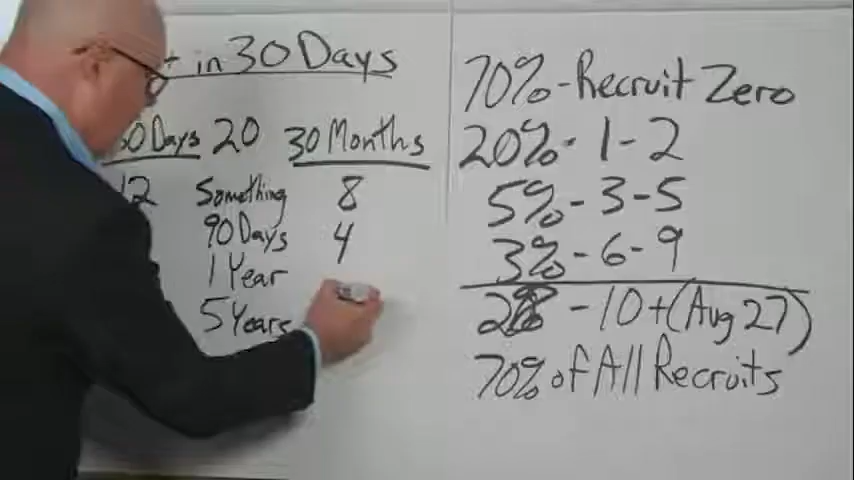 in 30 Days
Days 20 30 Months
12 Something 8
90 Days 4
1 Year
5 Years
70% - Recruit Zero
20% - 1 - 2
5% - 3 - 5
3% - 6 - 9
2% - 10 + (Aug 27)
70% of All Recruits